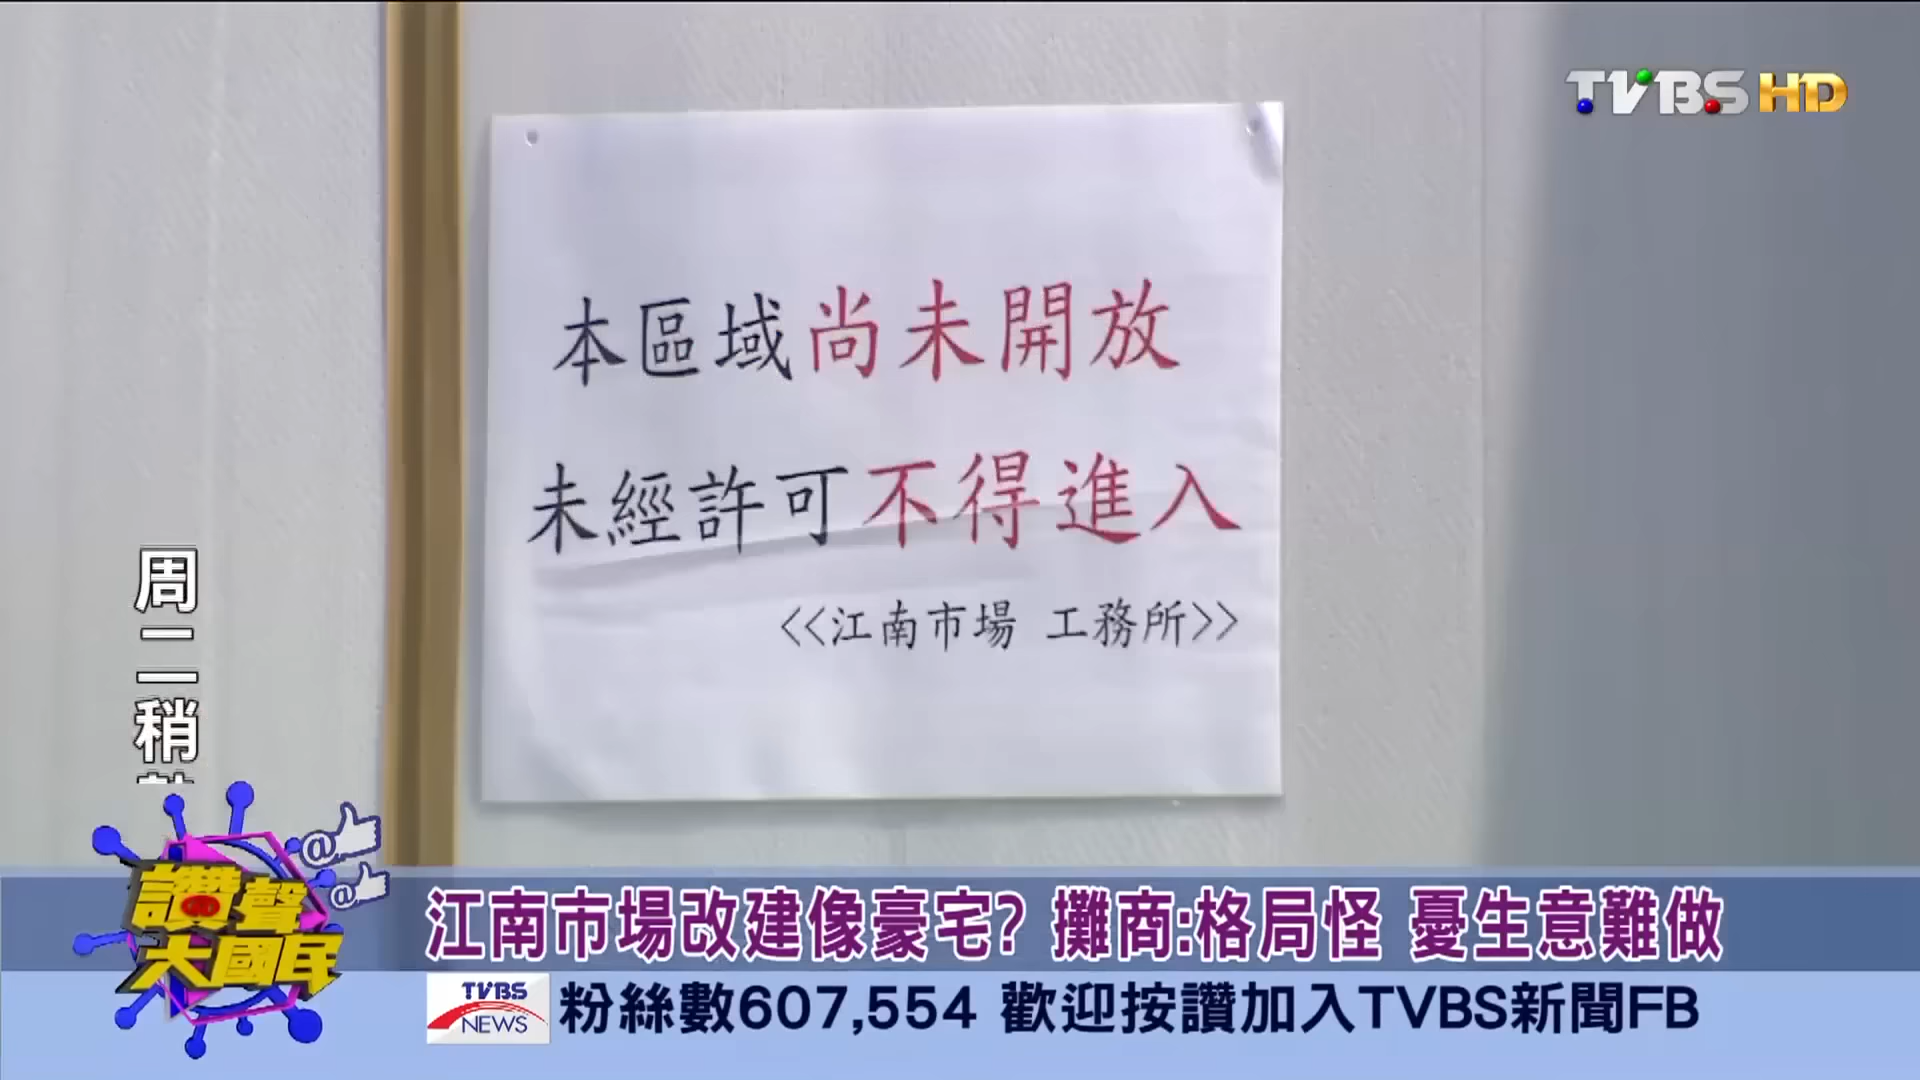 TVBS HD
本區域尚未開放
未經許可不得進入
<<江南市場 工務所>>
周二稍
讚聲
大國民
江南市場改建像豪宅? 攤商:格局怪 憂生意難做
TVBS
NEWS
粉絲數607,554 歡迎按讚加入TVBS新聞FB